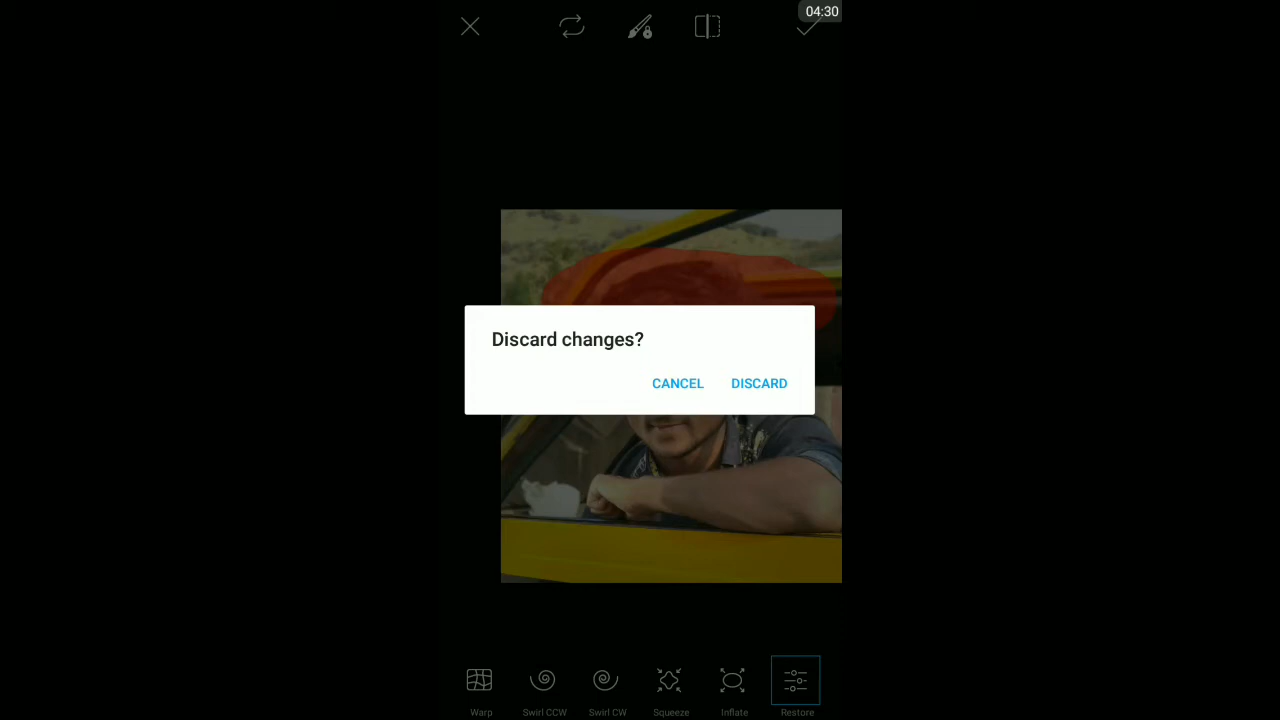 04:30
Discard changes?
CANCEL DISCARD
Warp Swirl CCW Swirl CW Squeeze Inflate Restore